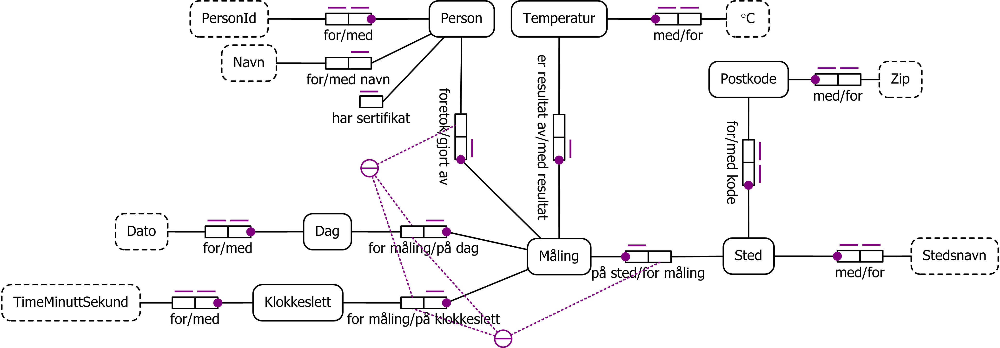 PersonId
for/med
Person
Temperatur
med/for
°C
Navn
for/med navn
har sertifikat
foretok/gjort av
er resultat av/med resultat
Postkode
med/for
Zip
for/med kode
Dato
for/med
Dag
for måling/på dag
Måling
på sted/for måling
Sted
med/for
Stedsnavn
TimeMinuttSekund
for/med
Klokkeslett
for måling/på klokkeslett